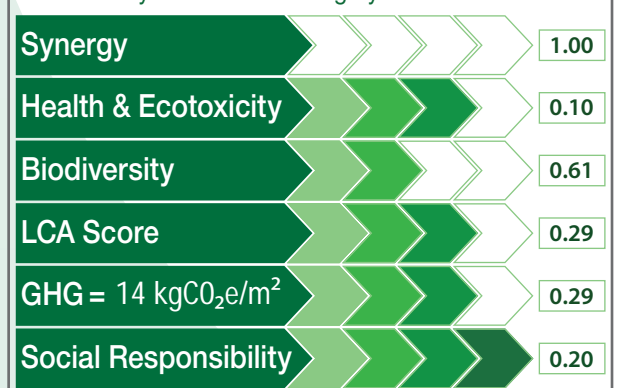 Synergy 1.00
Health & Ecotoxicity 0.10
Biodiversity 0.61
LCA Score 0.29
GHG = 14 kgCO₂e/m² 0.29
Social Responsibility 0.20